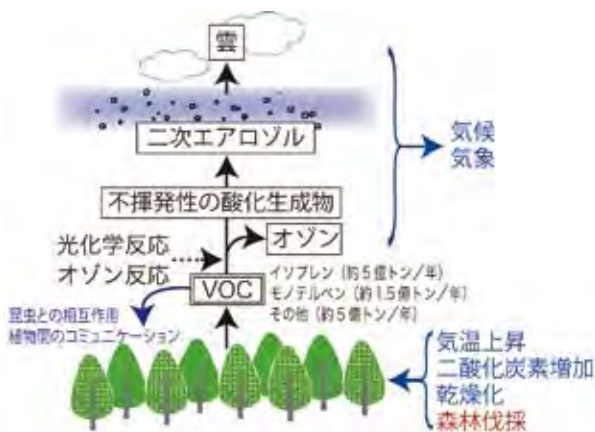 雲
二次エアロゾル
気候
気象
不揮発性の酸化生成物
光化学反応
オゾン反応
オゾン
VOC
イソプレン（約5億トン／年）
モノテルペン（約1.5億トン／年）
その他（約5億トン／年）
昆虫との相互作用
植物間のコミュニケーション
気温上昇
二酸化炭素増加
乾燥化
森林伐採